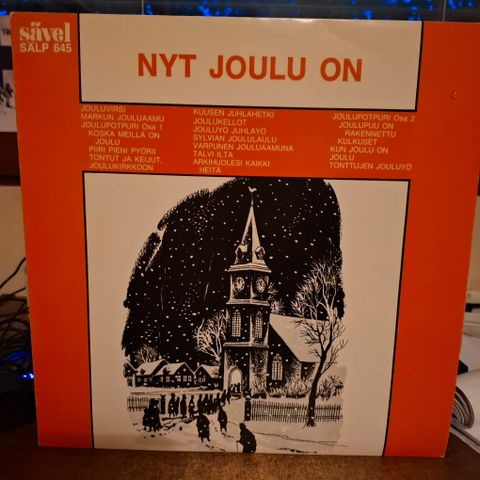 sävel
SÄLP 645
NYT JOULU ON
JOULUVIRSI
MARKUN JOULUAAMU
JOULUPOTPURI Osa 1
KOSKA MEILLÄ ON
JOULU
PIIRI PIENI PYÖRII
TONTUT JA KEIJUT,
JOULUKIRKKOON
KUUSEN JUHLAHETKI
JOULUKELLOT
JOULUYÖ JUHLAYÖ
SYLVIAN JOULULAULU
VARPUNEN JOULUAAMUNA
TALVI ILTA
ARKIHUOLESI KAIKKI
HEITÄ
JOULUPOTPURI Osa 2
JOULUPUU ON
RAKENNETTU
KULKUSET
KUN JOULU ON
JOULU
TONTTUJEN JOULUYÖ